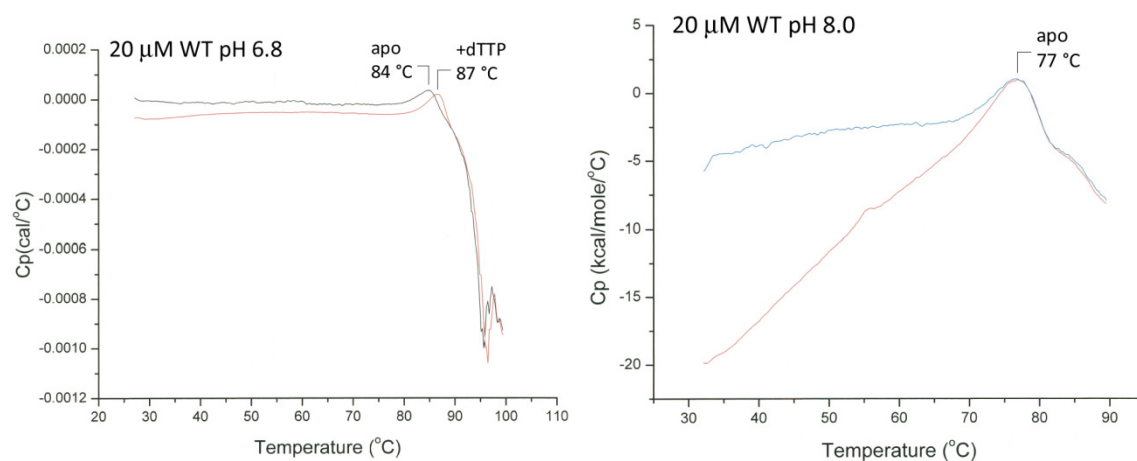 20 μM WT pH 6.8
apo
84 °C
+dTTP
87 °C
0.0002
0.0000
-0.0002
-0.0004
-0.0006
-0.0008
-0.0010
-0.0012
Cp(cal/°C)
20 30 40 50 60 70 80 90 100 110
Temperature (°C)
20 μM WT pH 8.0
apo
77 °C
5
0
-5
-10
-15
-20
Cp (kcal/mole/°C)
30 40 50 60 70 80 90
Temperature (°C)